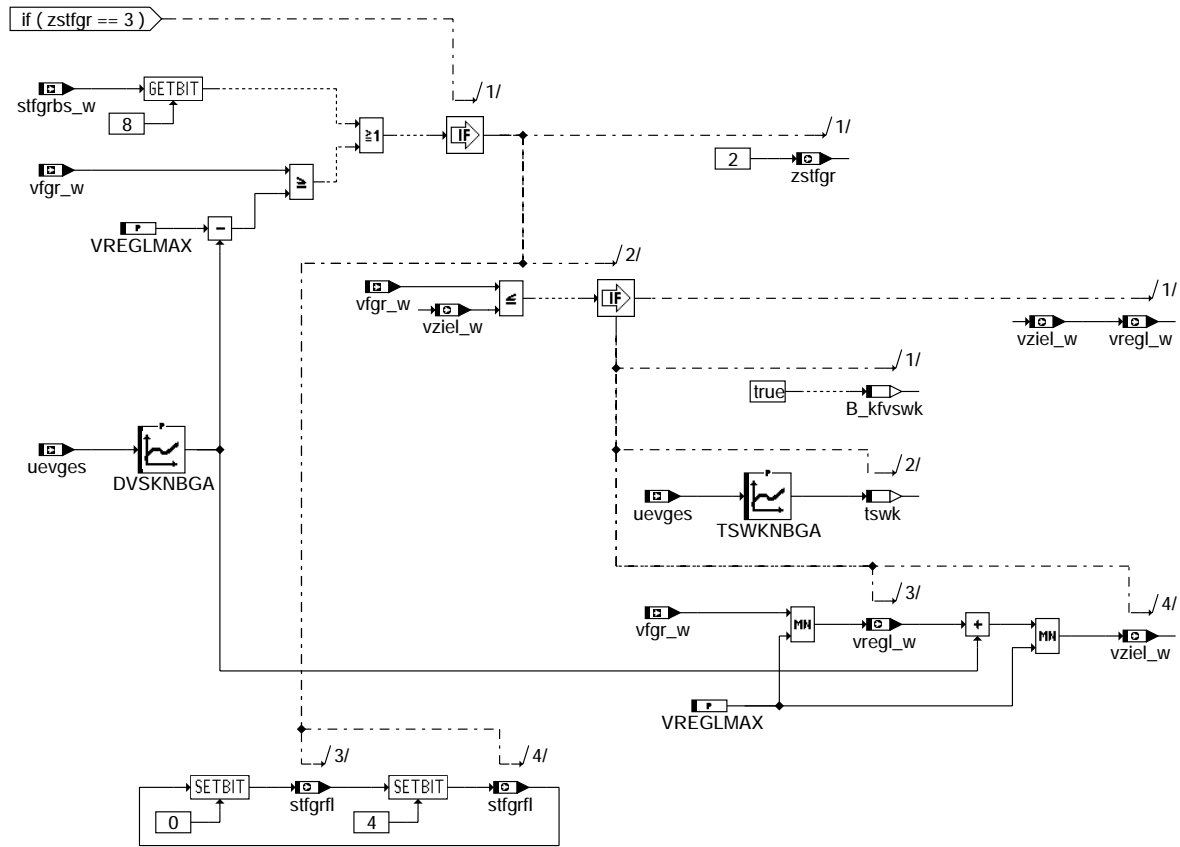 if ( zstfgr == 3 )
/1/
stfgrbs_w
GETBIT
8
≥1
IF
/1/
2
zstfgr
vfgr_w
≥
VREGLMAX
-
/2/
vfgr_w
vziel_w
≤
IF
/1/
vziel_w
vregl_w
/1/
true
B_kfvswk
uevges
P
DVSKNBGA
/2/
uevges
P
TSWKNBGA
tswk
/3/
/4/
vfgr_w
MN
vregl_w
+
MN
vziel_w
P
VREGLMAX
/3/
/4/
SETBIT
stfgrfl
SETBIT
stfgrfl
0
4